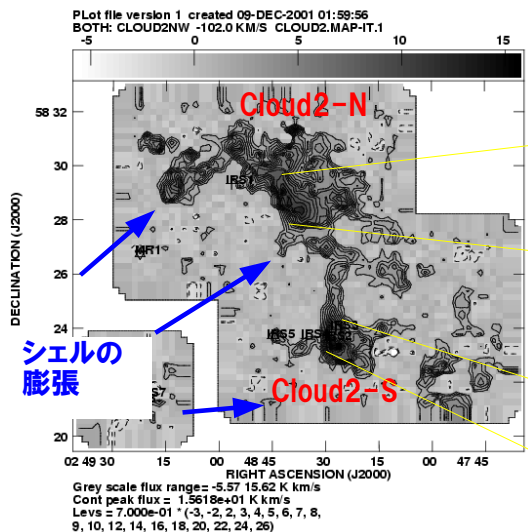 PLot file version 1 created 09-DEC-2001 01:59:56
BOTH: CLOUD2NW -102.0 KM/S CLOUD2.MAP-IT.1
-5 0 5 10 15
Cloud2-N
58 32
30
28
26
24
22
20
DECLINATION (J2000)
IRS1
MR1
IRS5
シェルの
膨張
Cloud2-S
02 49 30 15 00 48 45 30 15 00 47 45
RIGHT ASCENSION (J2000)
Grey scale flux range= -5.57 15.62 K km/s
Cont peak flux = 1.5618e+01 K km/s
Levs = 7.000e-01 * (-3, -2, 2, 3, 4, 5, 6, 7, 8,
9, 10, 12, 14, 16, 18, 20, 22, 24, 26)